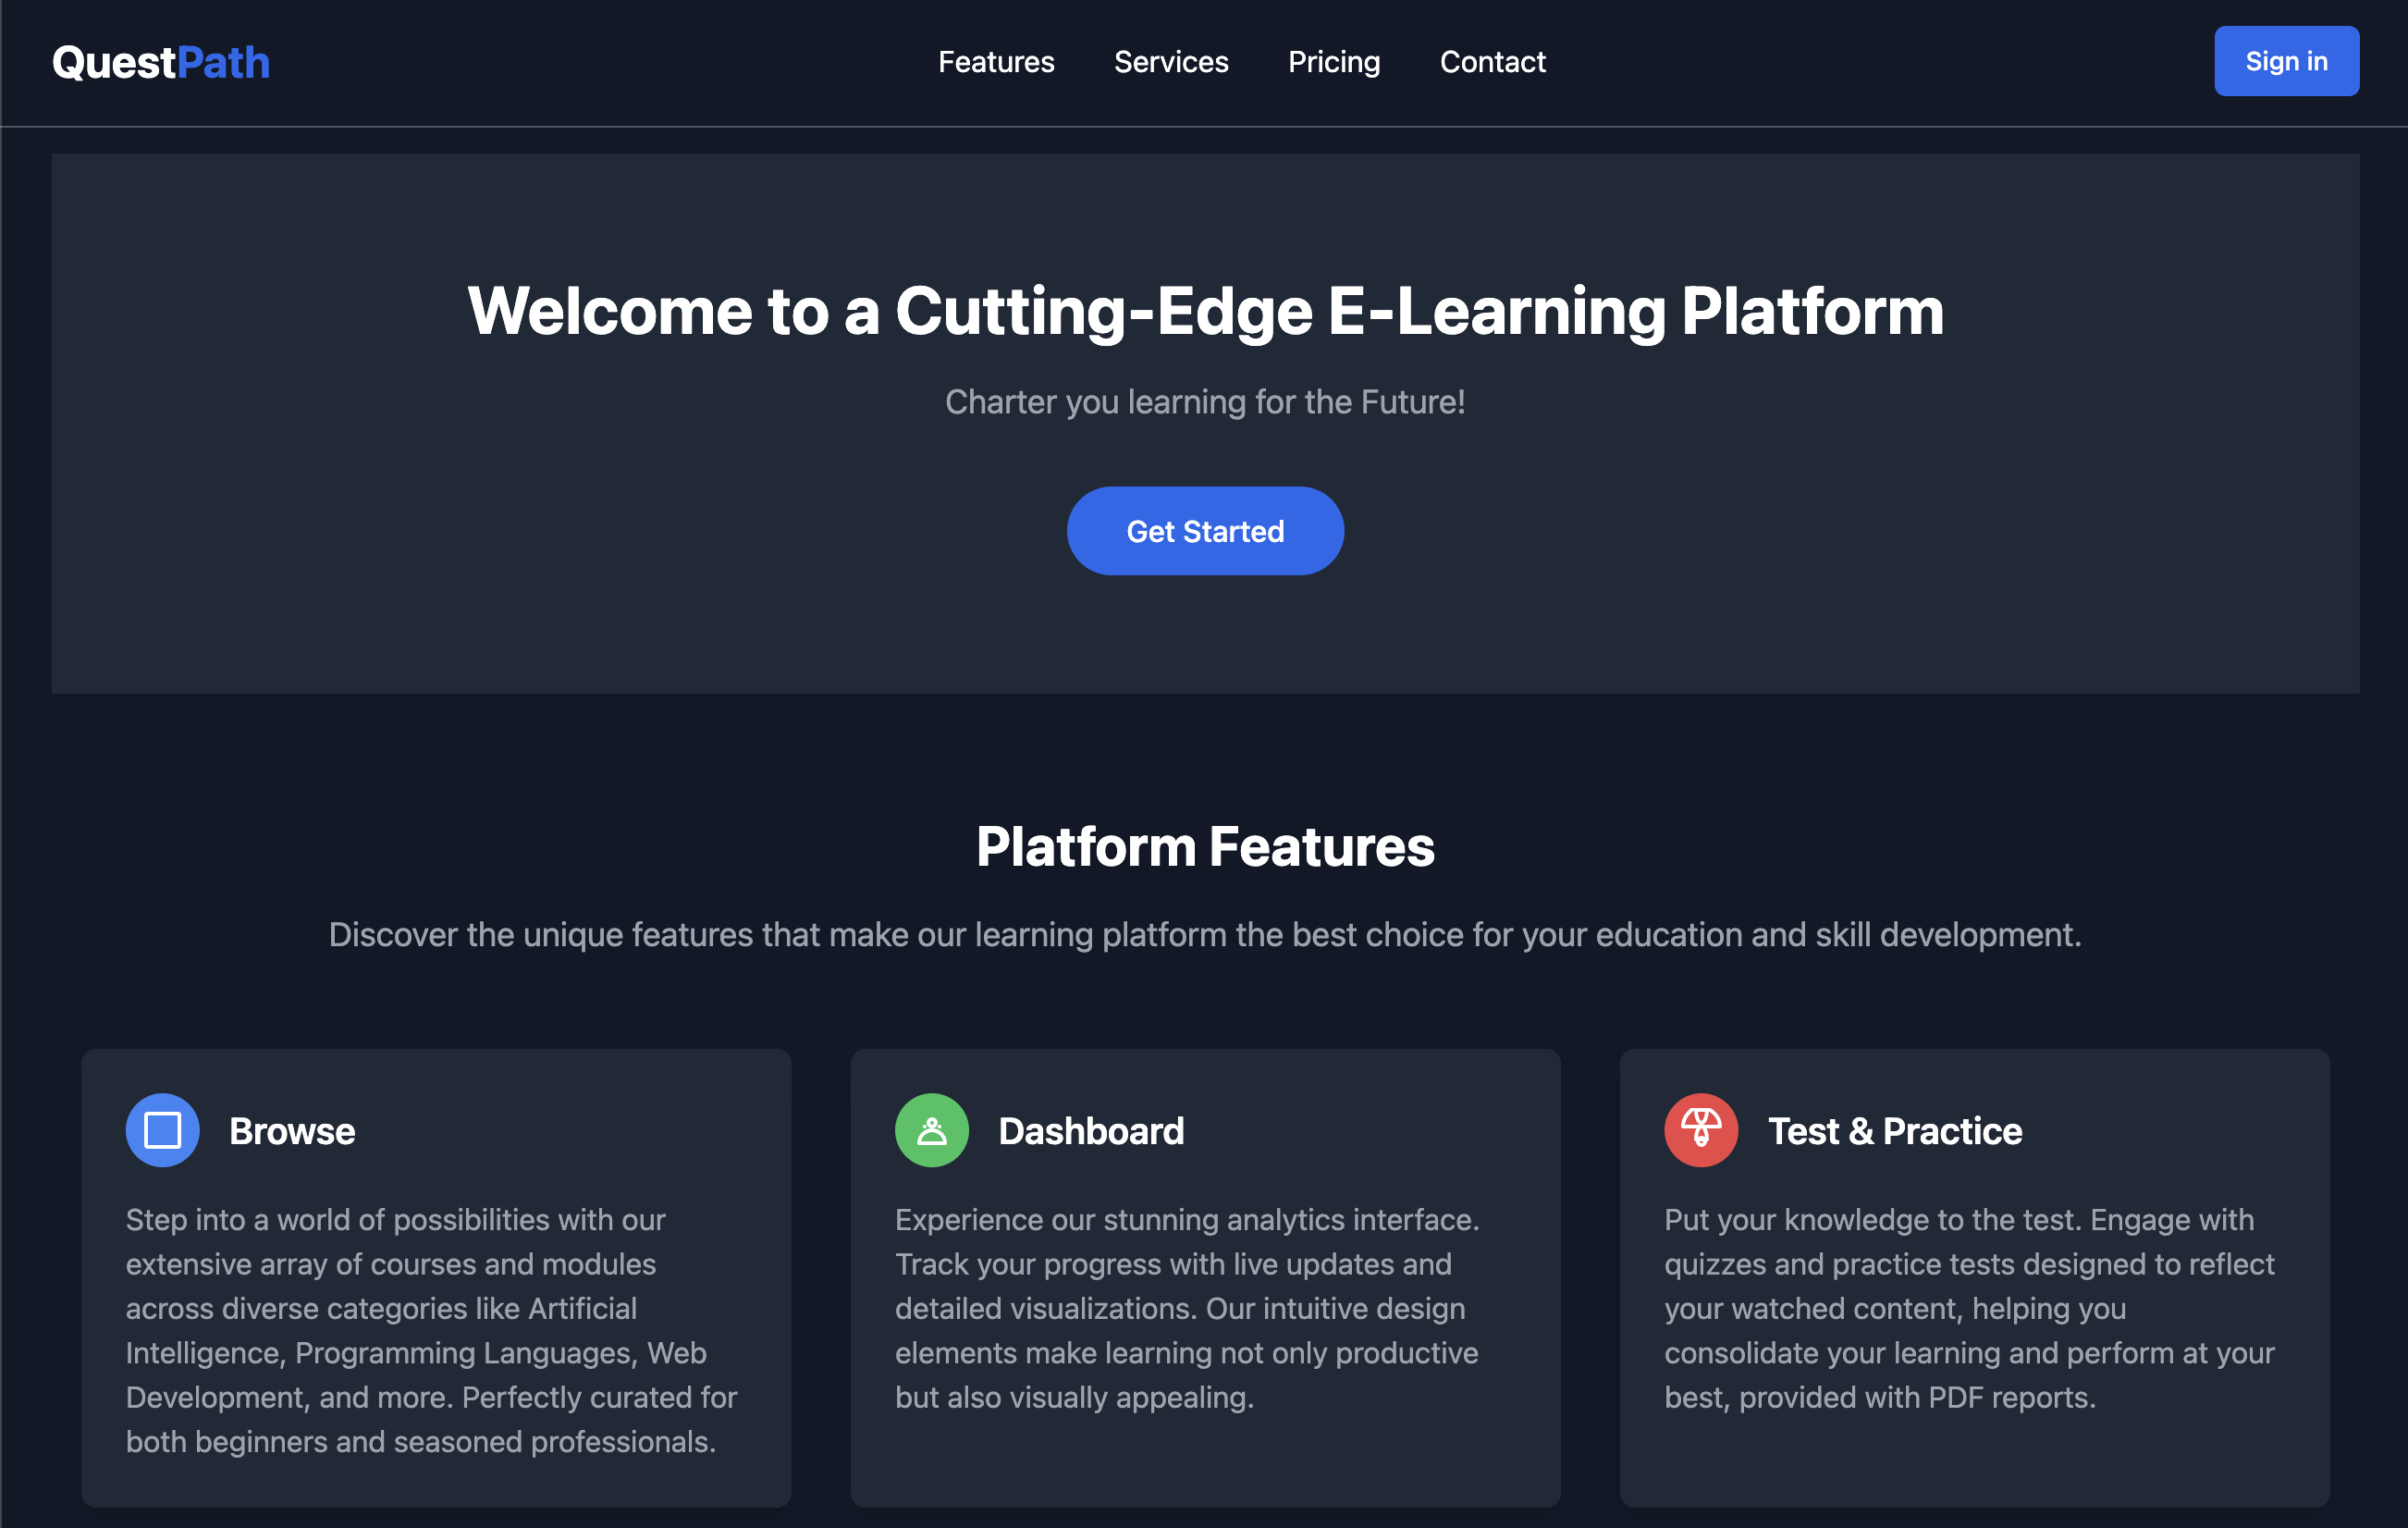 QuestPath
Features
Services
Pricing
Contact
Sign in
Welcome to a Cutting-Edge E-Learning Platform
Charter you learning for the Future!
Get Started
Platform Features
Discover the unique features that make our learning platform the best choice for your education and skill development.
Browse
Step into a world of possibilities with our
extensive array of courses and modules
across diverse categories like Artificial
Intelligence, Programming Languages, Web
Development, and more. Perfectly curated for
both beginners and seasoned professionals.
Dashboard
Experience our stunning analytics interface.
Track your progress with live updates and
detailed visualizations. Our intuitive design
elements make learning not only productive
but also visually appealing.
Test & Practice
Put your knowledge to the test. Engage with
quizzes and practice tests designed to reflect
your watched content, helping you
consolidate your learning and perform at your
best, provided with PDF reports.